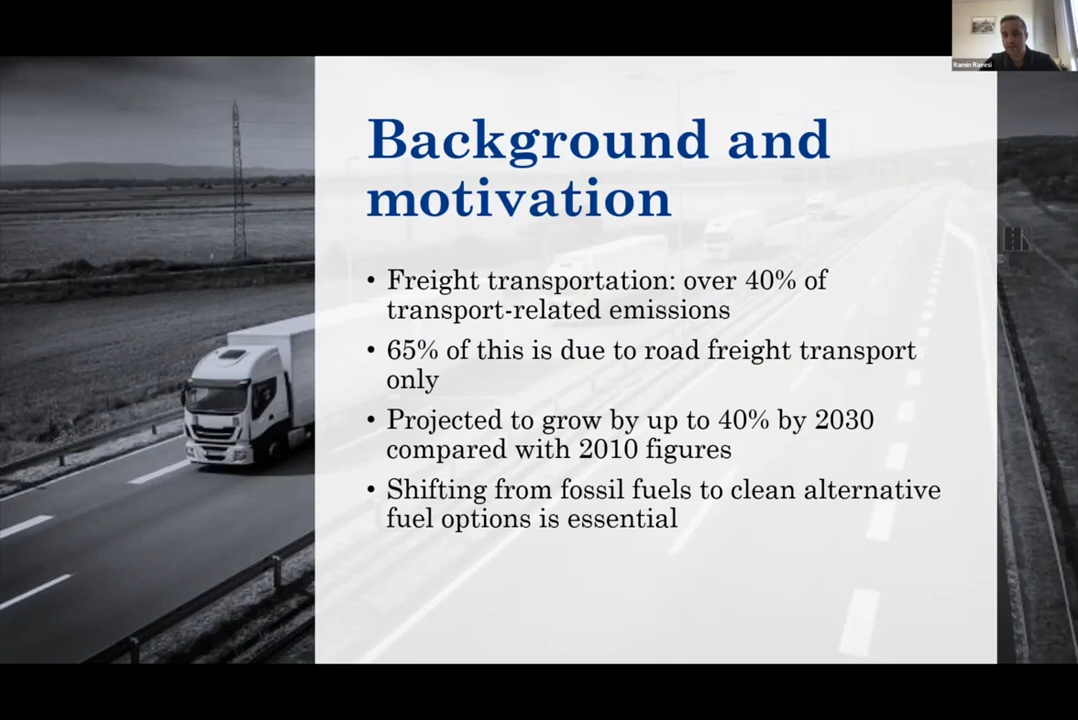 Ramin Raeesi
Background and
motivation
• Freight transportation: over 40% of
transport-related emissions
• 65% of this is due to road freight transport
only
• Projected to grow by up to 40% by 2030
compared with 2010 figures
• Shifting from fossil fuels to clean alternative
fuel options is essential